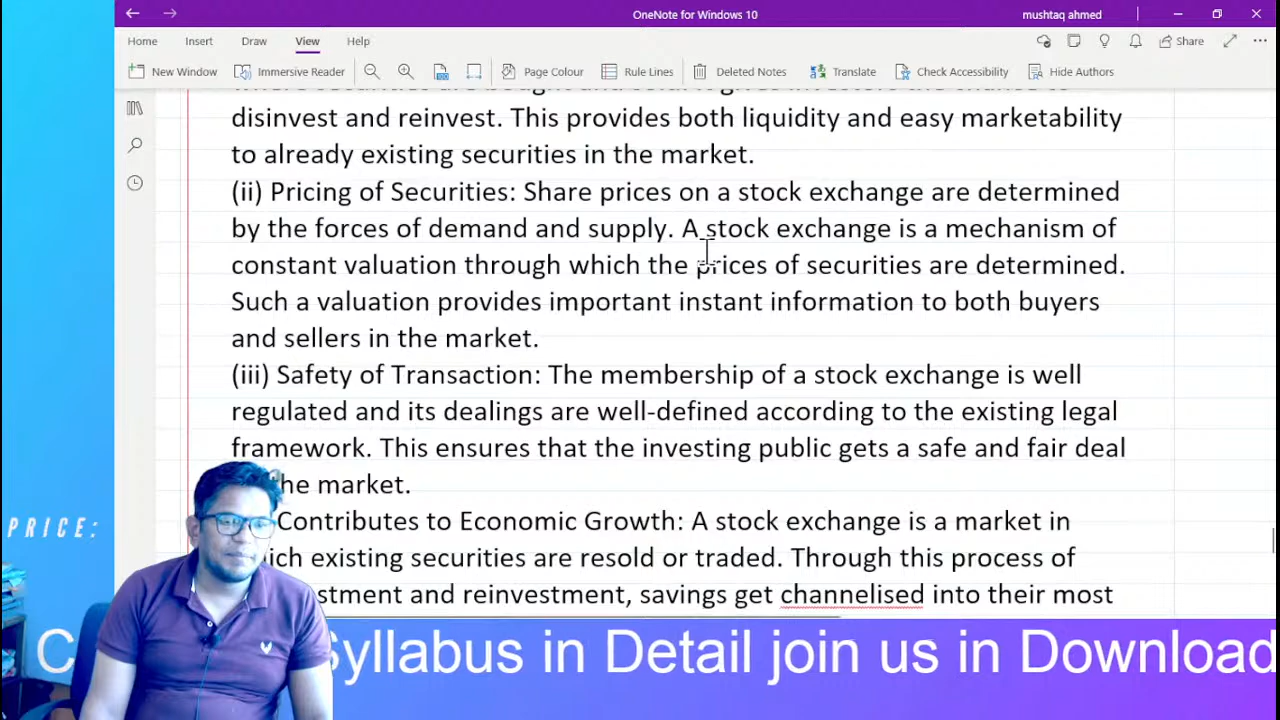 OneNote for Windows 10
mushtaq ahmed
Home Insert Draw View Help
Share
New Window Immersive Reader Page Colour Rule Lines Deleted Notes Translate Check Accessibility Hide Authors
disinvest and reinvest. This provides both liquidity and easy marketability
to already existing securities in the market.
(ii) Pricing of Securities: Share prices on a stock exchange are determined
by the forces of demand and supply. A stock exchange is a mechanism of
constant valuation through which the prices of securities are determined.
Such a valuation provides important instant information to both buyers
and sellers in the market.
(iii) Safety of Transaction: The membership of a stock exchange is well
regulated and its dealings are well-defined according to the existing legal
framework. This ensures that the investing public gets a safe and fair deal
the market.
Contributes to Economic Growth: A stock exchange is a market in
existing securities are resold or traded. Through this process of
and reinvestment, savings get channelised into their most
PRICE:
Syllabus in Detail join us in Download